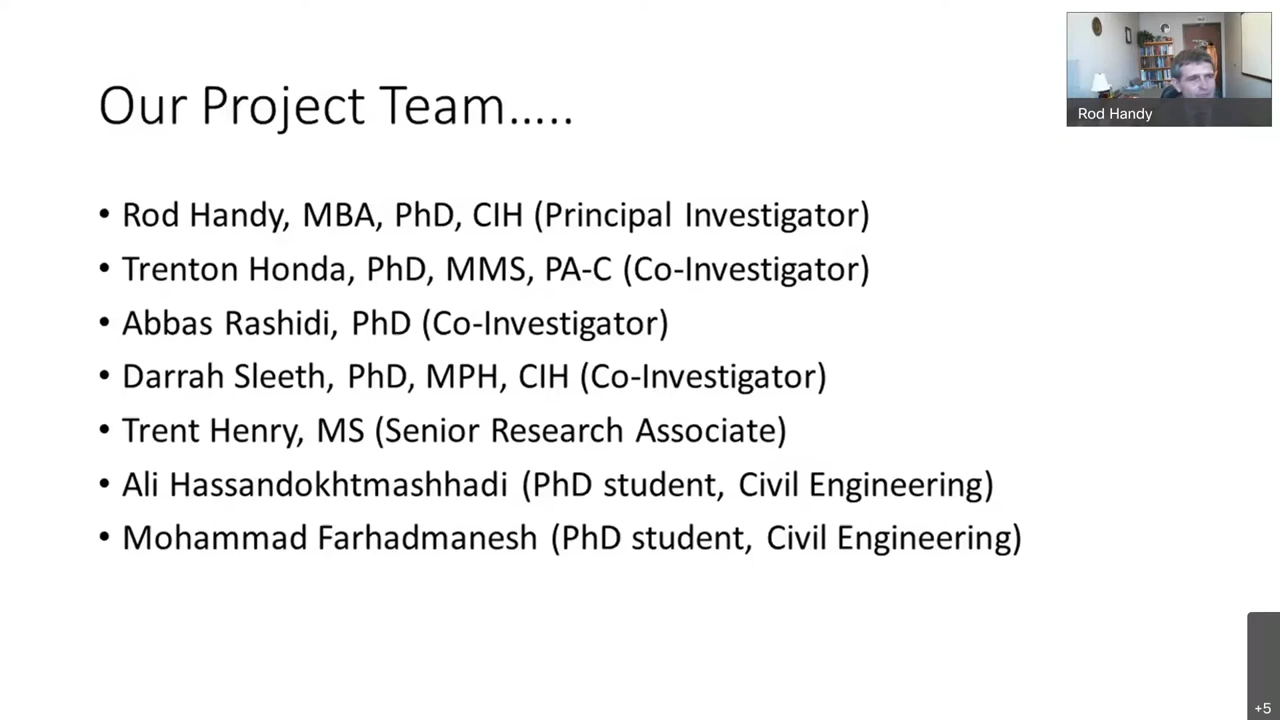 Our Project Team.....
Rod Handy
• Rod Handy, MBA, PhD, CIH (Principal Investigator)
• Trenton Honda, PhD, MMS, PA-C (Co-Investigator)
• Abbas Rashidi, PhD (Co-Investigator)
• Darrah Sleeth, PhD, MPH, CIH (Co-Investigator)
• Trent Henry, MS (Senior Research Associate)
• Ali Hassandokhtmashhadi (PhD student, Civil Engineering)
• Mohammad Farhadmanesh (PhD student, Civil Engineering)
+5